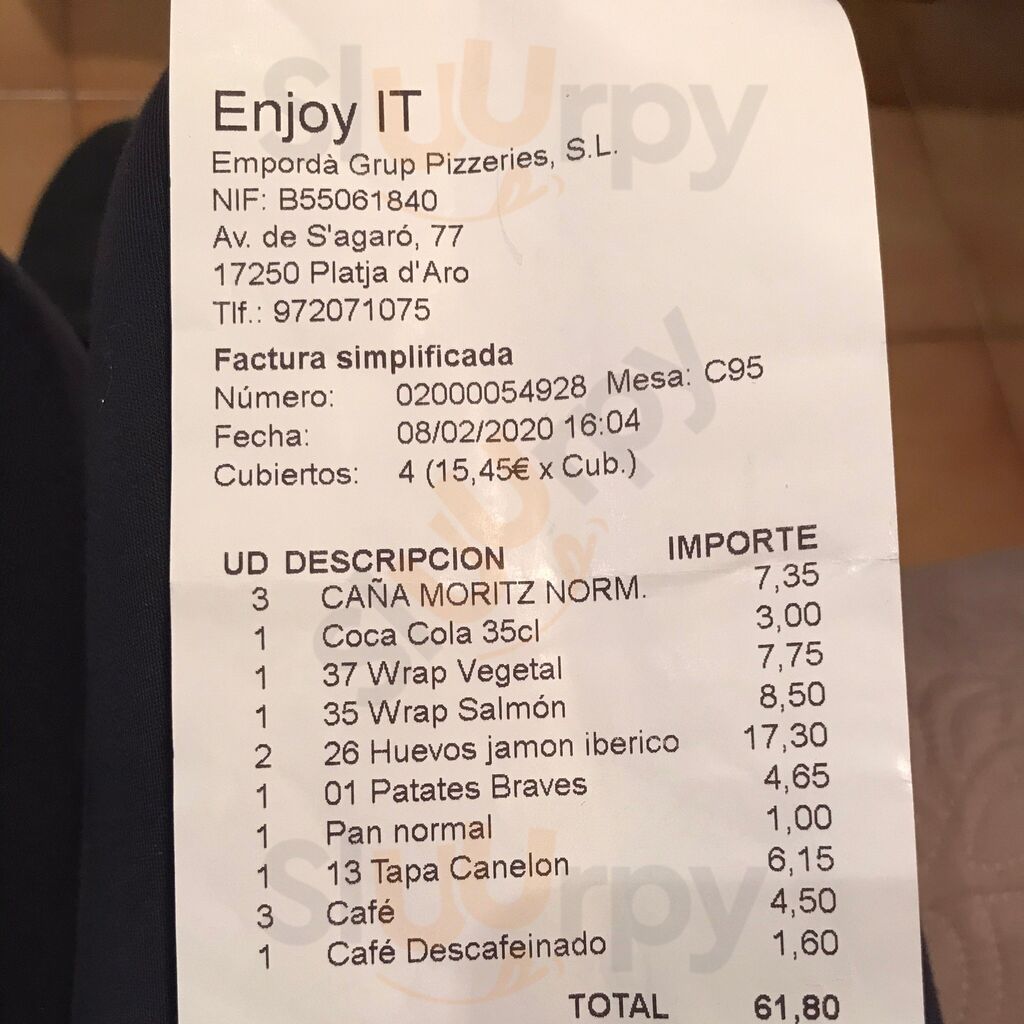 Enjoy IT
Empordà Grup Pizzeries, S.L.
NIF: B55061840
Av. de S'agaró, 77
17250 Platja d'Aro
Tlf.: 972071075
Factura simplificada
Número: 02000054928 Mesa: C95
Fecha: 08/02/2020 16:04
Cubiertos: 4 (15,45€ x Cub.)
UD DESCRIPCION IMPORTE
3 CAÑA MORITZ NORM. 7,35
1 Coca Cola 35cl 3,00
1 37 Wrap Vegetal 7,75
1 35 Wrap Salmón 8,50
2 26 Huevos jamon iberico 17,30
1 01 Patates Braves 4,65
1 Pan normal 1,00
1 13 Tapa Canelon 6,15
3 Café 4,50
1 Café Descafeinado 1,60
TOTAL 61,80
slUurpy
slUurpy
slUurpy